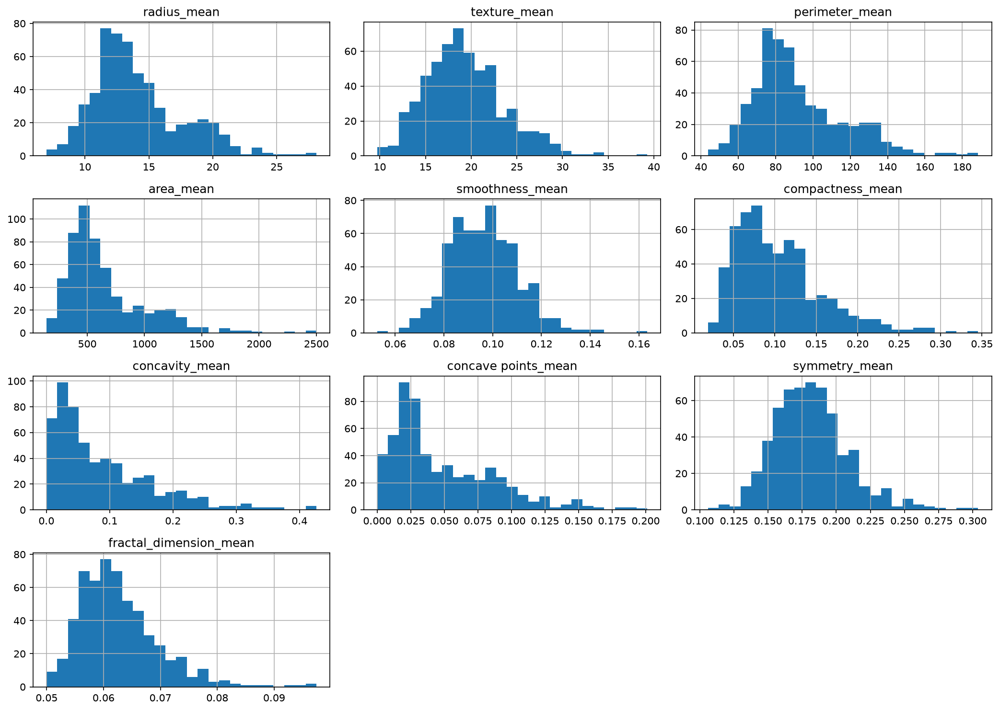 radius_mean
texture_mean
perimeter_mean
80
60
40
20
0
60
40
20
0
80
60
40
20
0
10 15 20 25
10 15 20 25 30 35 40
40 60 80 100 120 140 160 180
area_mean
smoothness_mean
compactness_mean
100
80
60
40
20
0
80
60
40
20
0
60
40
20
0
500 1000 1500 2000 2500
0.06 0.08 0.10 0.12 0.14 0.16
0.05 0.10 0.15 0.20 0.25 0.30 0.35
concavity_mean
concave points_mean
symmetry_mean
100
80
60
40
20
0
80
60
40
20
0
60
40
20
0
0.0 0.1 0.2 0.3 0.4
0.000 0.025 0.050 0.075 0.100 0.125 0.150 0.175 0.200
0.100 0.125 0.150 0.175 0.200 0.225 0.250 0.275 0.300
fractal_dimension_mean
80
60
40
20
0
0.05 0.06 0.07 0.08 0.09